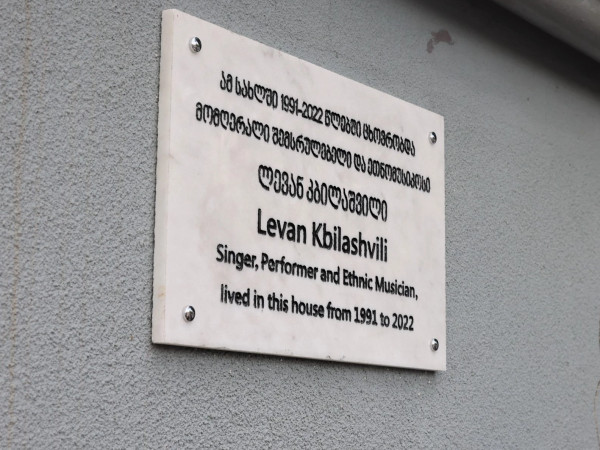 ამ სახლში 1991-2022 წლებში ცხოვრობდა
მომღერალი შემსრულებელი და ეთნომუსიკოსი
ლევან კბილაშვილი
Levan Kbilashvili
Singer, Performer and Ethnic Musician,
lived in this house from 1991 to 2022